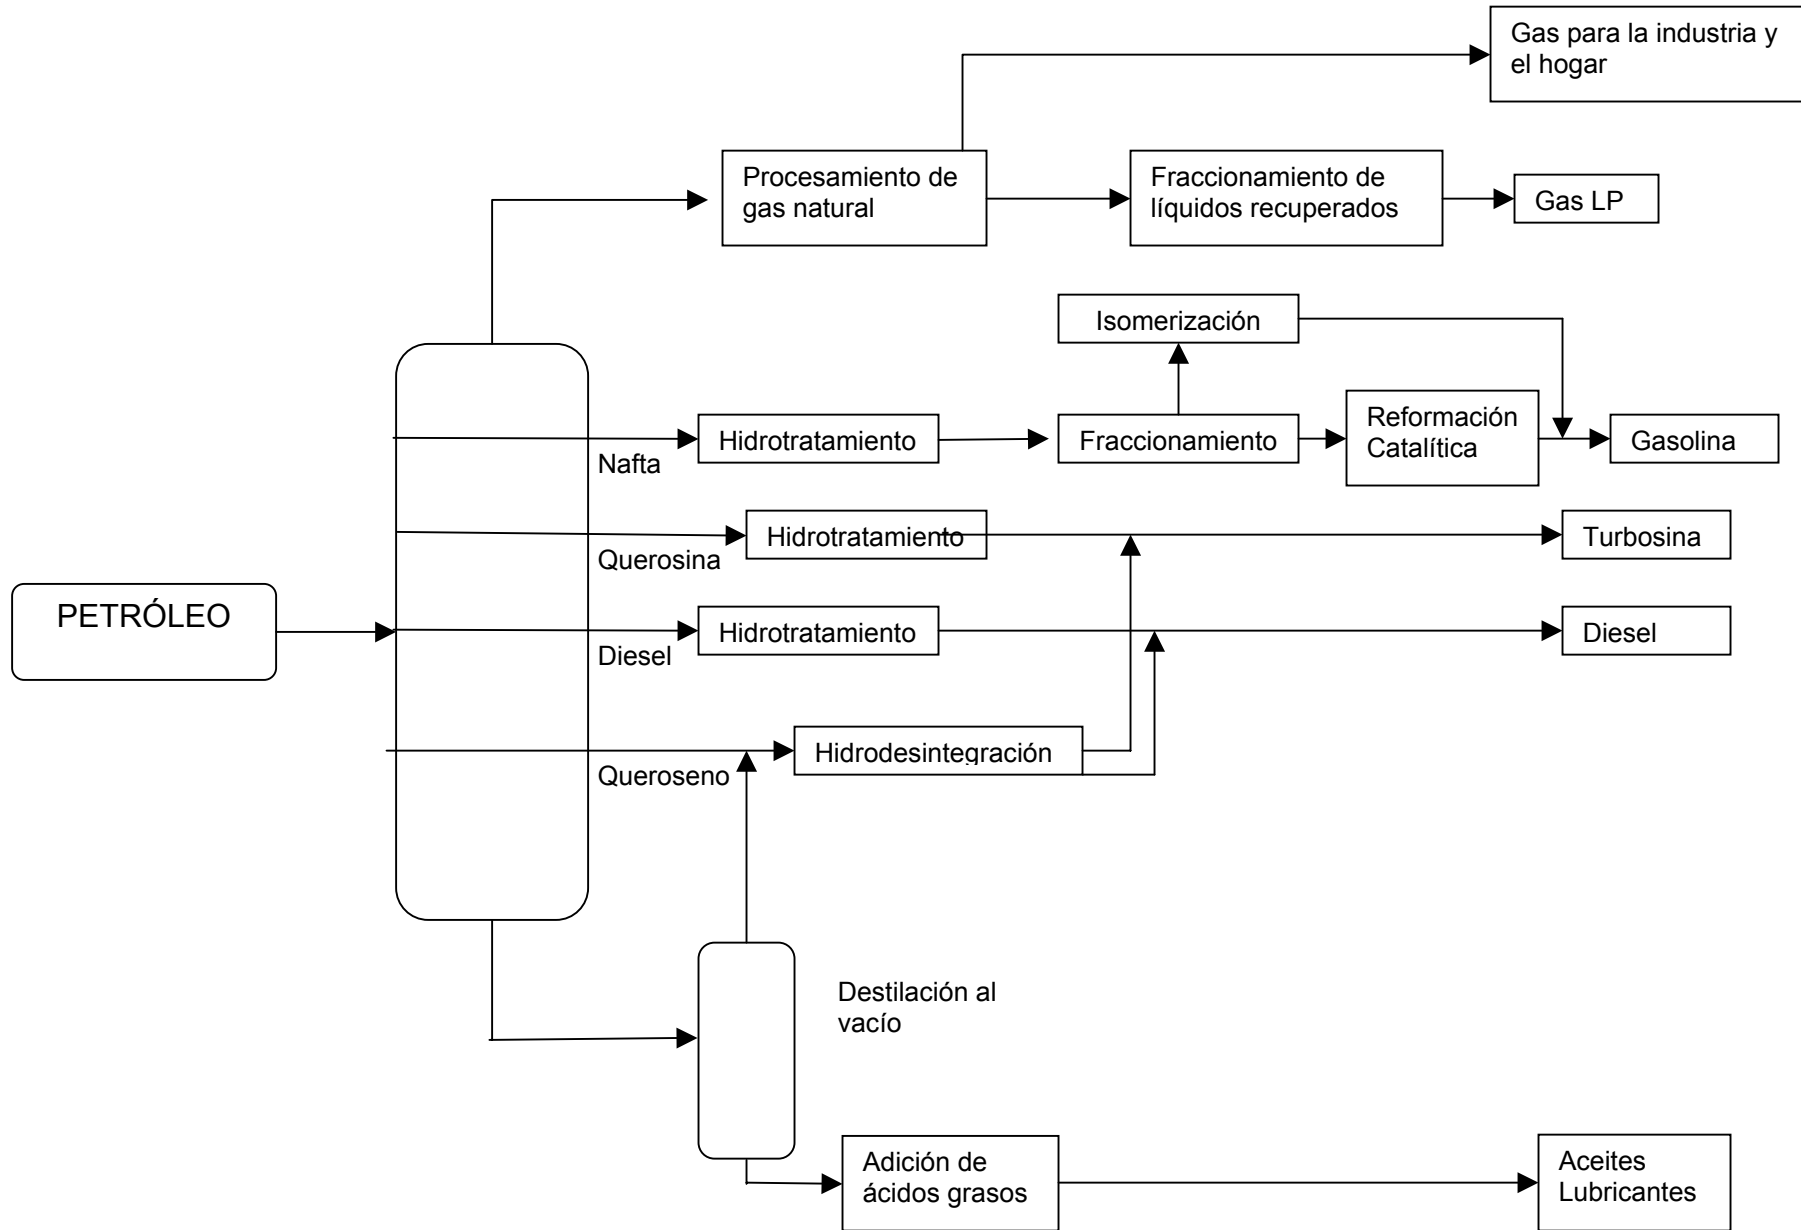 Gas para la industria y
el hogar
Procesamiento de
gas natural
Fraccionamiento de
líquidos recuperados
Gas LP
Isomerización
Nafta
Hidrotratamiento
Fraccionamiento
Reformación
Catalítica
Gasolina
Querosina
Hidrotratamiento
Turbosina
PETRÓLEO
Diesel
Hidrotratamiento
Diesel
Queroseno
Hidrodesintegración
Destilación al
vacío
Adición de
ácidos grasos
Aceites
Lubricantes